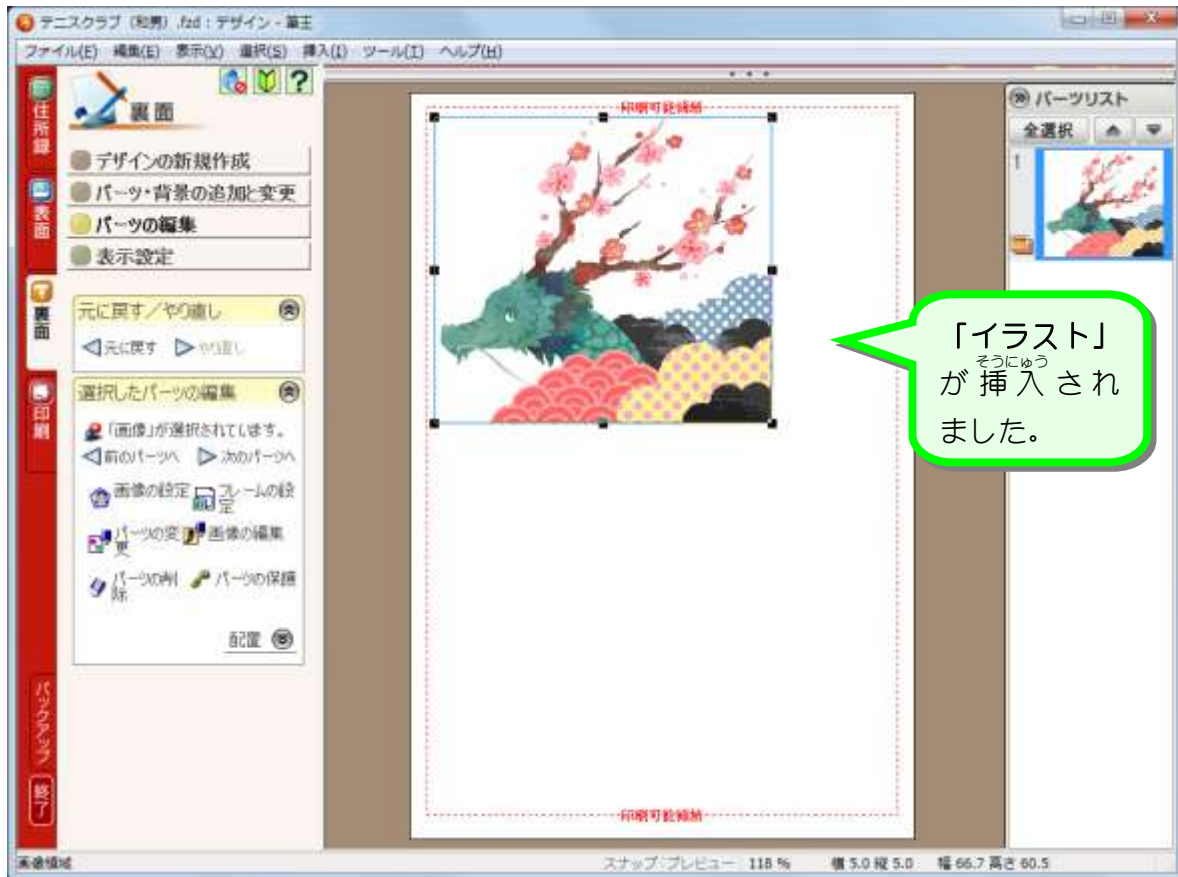 テニスクラブ（和男）.fzd：デザイン - 筆王
ファイル(F) 編集(E) 表示(V) 選択(S) 挿入(I) ツール(T) ヘルプ(H)
住所録
表面
裏面
印刷
バックアップ
終了
裏面
?
デザインの新規作成
パーツ・背景の追加と変更
パーツの編集
表示設定
元に戻す／やり直し
元に戻す やり直し
選択したパーツの編集
「画像」が選択されています。
前のパーツへ 次のパーツへ
画像の設定 フレームの設定
パーツの変更 画像の編集
パーツの削除 パーツの保護
配置
印刷可能領域
印刷可能領域
パーツリスト
全選択
1
「イラスト」
そうにゅう
が挿入され
ました。
画像領域
スナップ：プレビュー 118 % 横 5.0 縦 5.0 幅 66.7 高さ 60.5